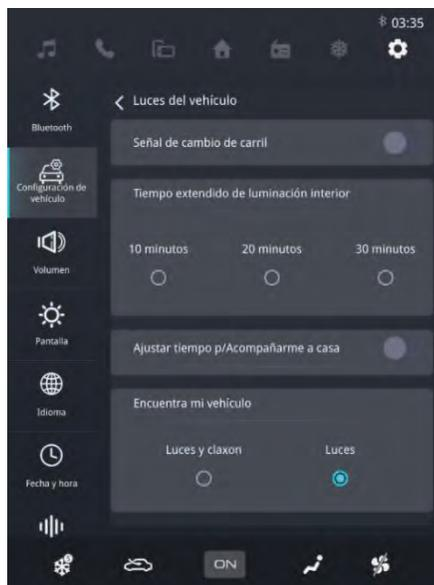 03:35
Bluetooth
Configuración de
vehículo
Volumen
Pantalla
Idioma
Fecha y hora
Luces del vehículo
Señal de cambio de carril
Tiempo extendido de luminación interior
10 minutos 20 minutos 30 minutos
Ajustar tiempo p/Acompañarme a casa
Encuentra mi vehículo
Luces y claxon Luces
ON